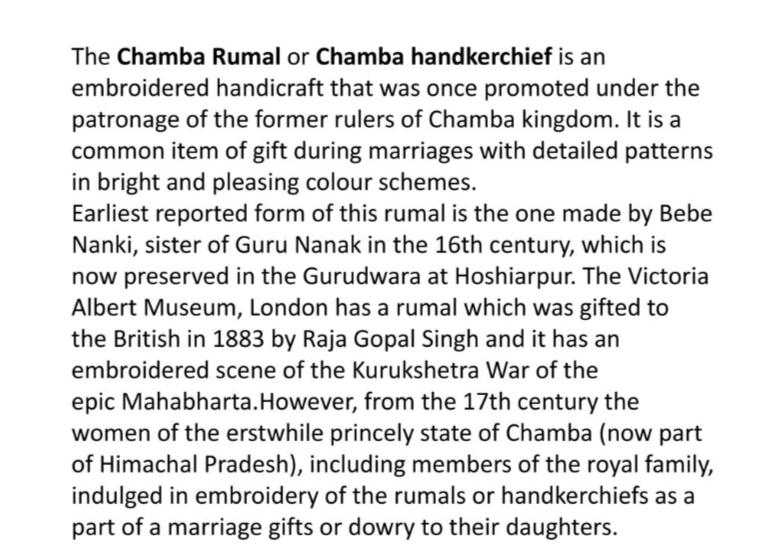 The Chamba Rumal or Chamba handkerchief is an
embroidered handicraft that was once promoted under the
patronage of the former rulers of Chamba kingdom. It is a
common item of gift during marriages with detailed patterns
in bright and pleasing colour schemes.
Earliest reported form of this rumal is the one made by Bebe
Nanki, sister of Guru Nanak in the 16th century, which is
now preserved in the Gurudwara at Hoshiarpur. The Victoria
Albert Museum, London has a rumal which was gifted to
the British in 1883 by Raja Gopal Singh and it has an
embroidered scene of the Kurukshetra War of the
epic Mahabharta.However, from the 17th century the
women of the erstwhile princely state of Chamba (now part
of Himachal Pradesh), including members of the royal family,
indulged in embroidery of the rumals or handkerchiefs as a
part of a marriage gifts or dowry to their daughters.